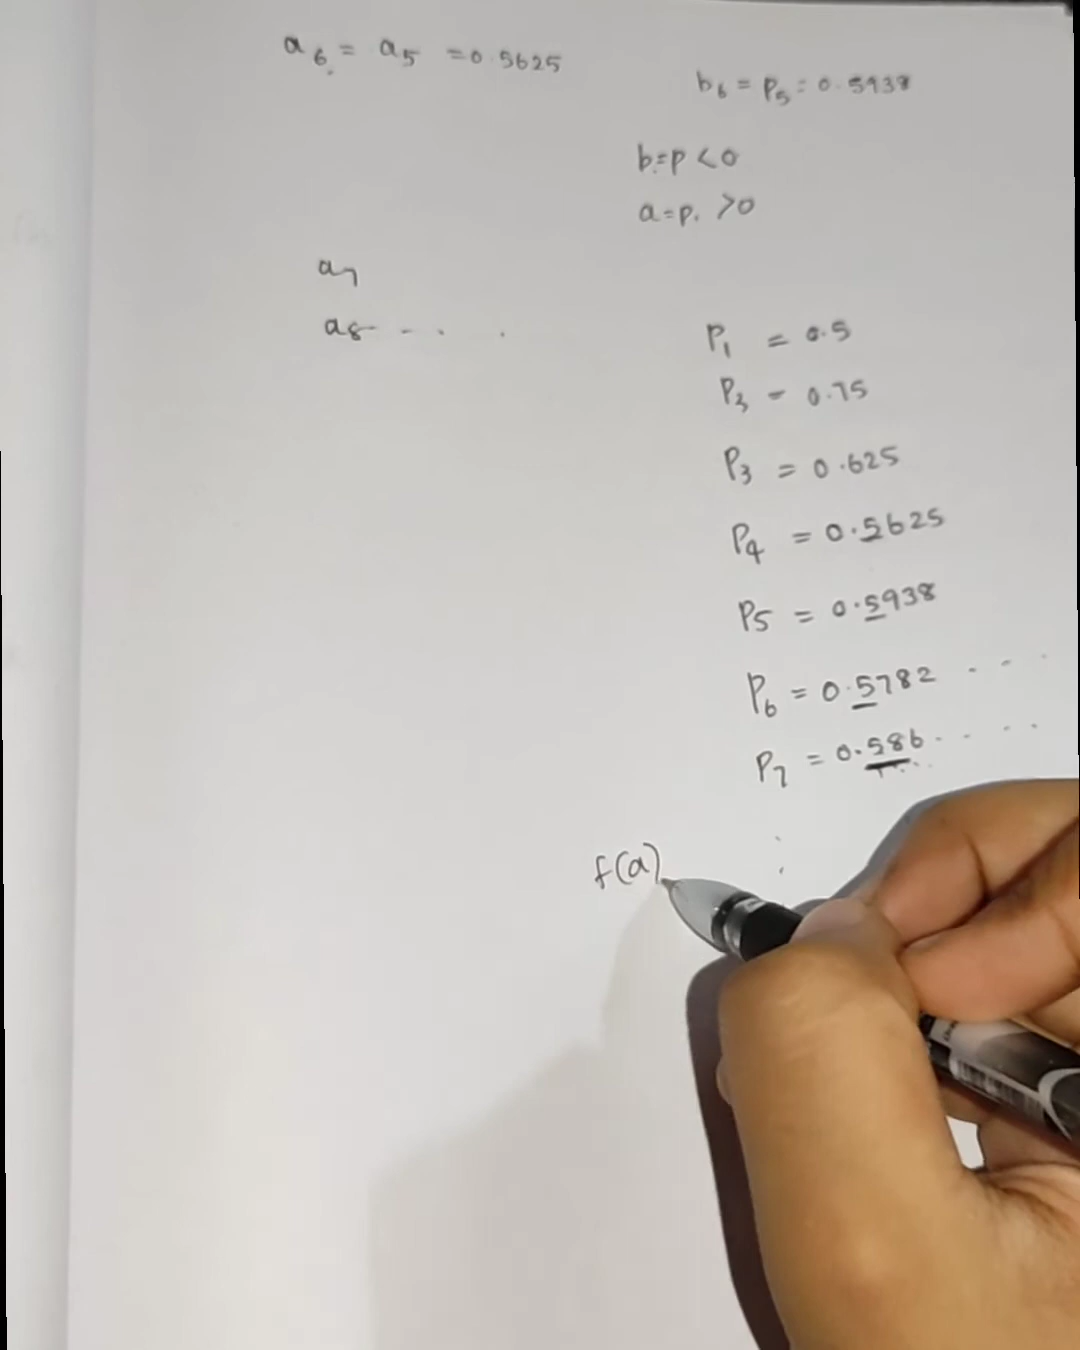 a6 = a5 = 0.5625
b6 = P5 = 0.5938
b=p <0
a=p. >0
a7
a8 - - . .
P1 = 0.5
P3 = 0.75
P3 = 0.625
P4 = 0.5625
P5 = 0.5938
P6 = 0.5782 - - -
P7 = 0.586 - - - -
f(a)